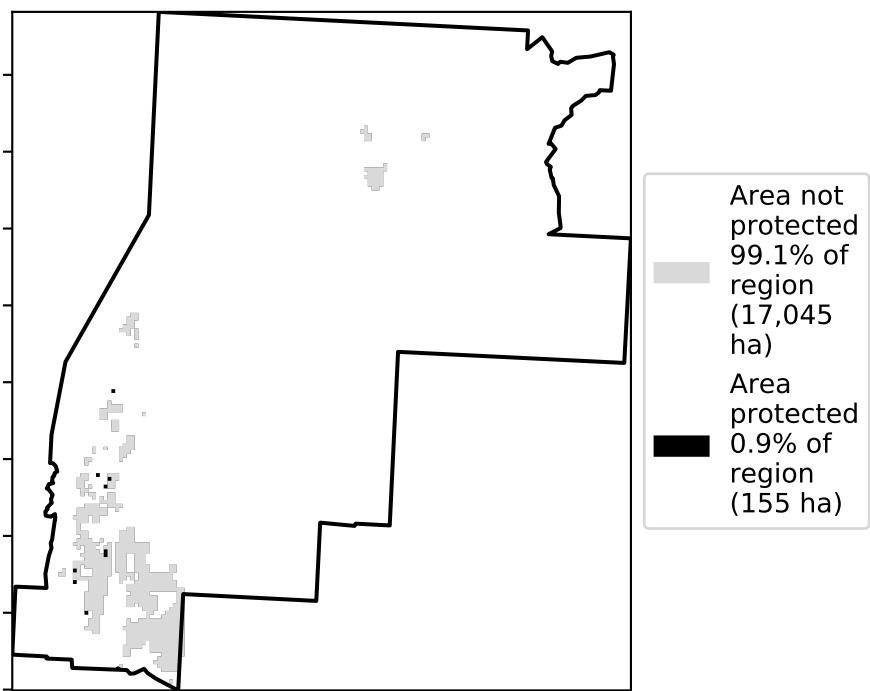 Area not
protected
99.1% of
region
(17,045
ha)
Area
protected
0.9% of
region
(155 ha)